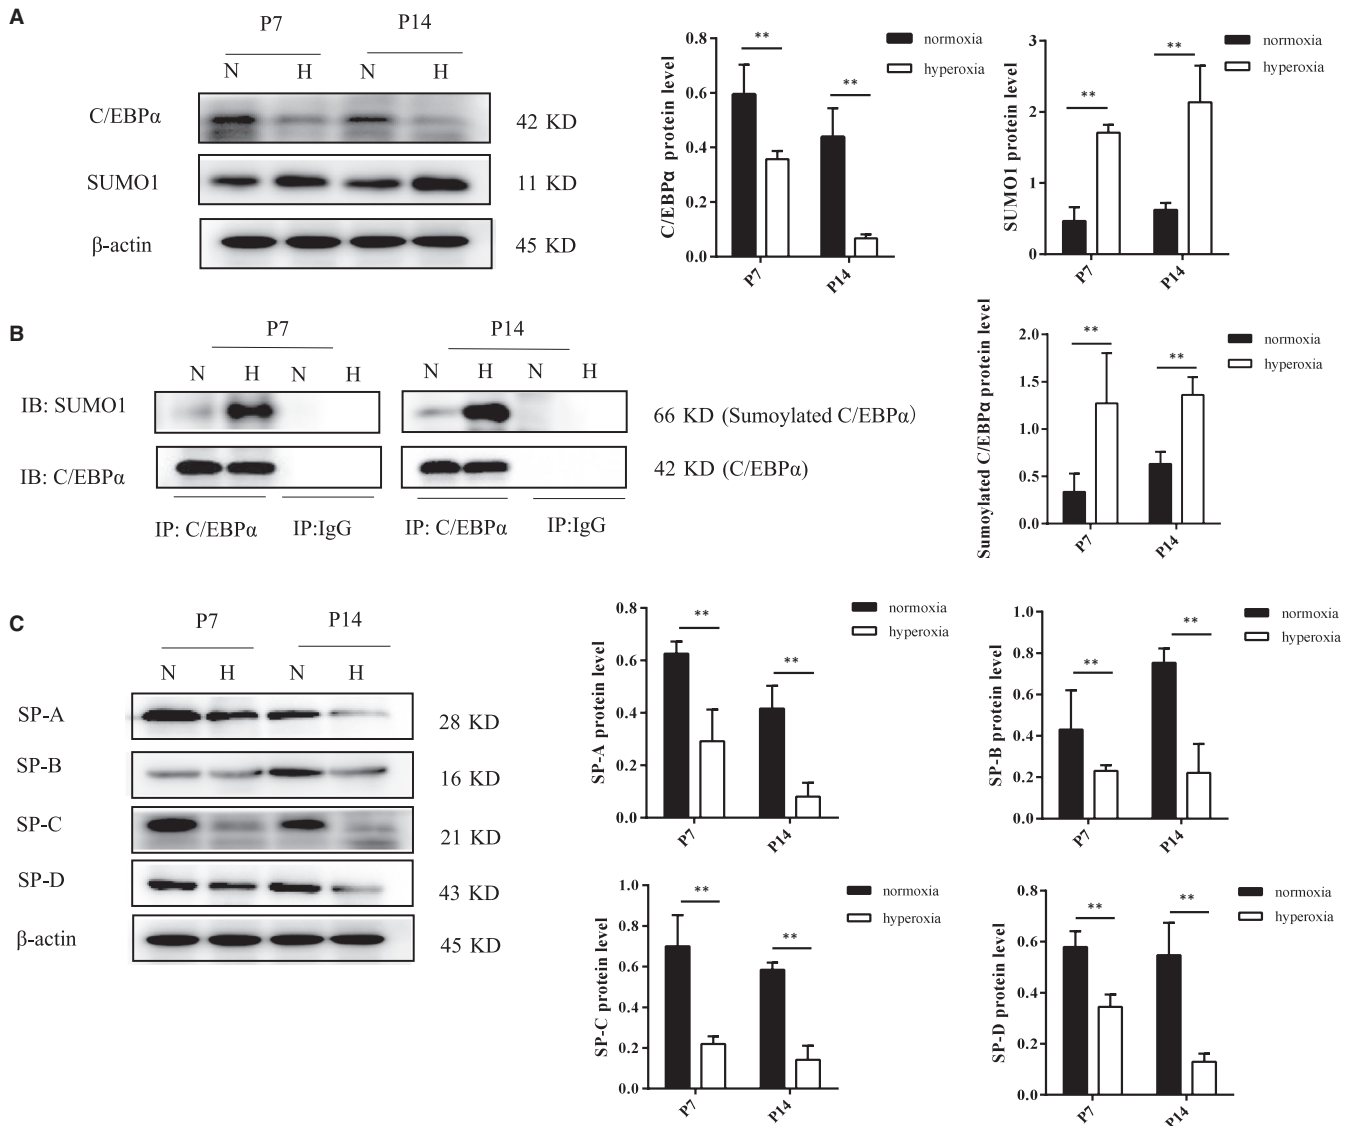 A
P7
P14
N
H
N
H
C/EBPα
42 KD
SUMO1
11 KD
β-actin
45 KD
C/EBPα protein level
0.8
0.6
0.4
0.2
0.0
**
**
P7
P14
normoxia
hyperoxia
SUMO1 protein level
3
2
1
0
**
**
P7
P14
normoxia
hyperoxia
B
P7
P14
N
H
N
H
N
H
N
H
IB: SUMO1
66 KD (Sumoylated C/EBPα)
IB: C/EBPα
42 KD (C/EBPα)
IP: C/EBPα
IP:IgG
IP: C/EBPα
IP:IgG
Sumoylated C/EBPα protein level
2.0
1.5
1.0
0.5
0.0
**
**
P7
P14
normoxia
hyperoxia
C
P7
P14
N
H
N
H
SP-A
28 KD
SP-B
16 KD
SP-C
21 KD
SP-D
43 KD
β-actin
45 KD
SP-A protein level
0.8
0.6
0.4
0.2
0.0
**
**
P7
P14
normoxia
hyperoxia
SP-B protein level
1.0
0.8
0.6
0.4
0.2
0.0
**
**
P7
P14
normoxia
hyperoxia
SP-C protein level
1.0
0.8
0.6
0.4
0.2
0.0
**
**
P7
P14
normoxia
hyperoxia
SP-D protein level
0.8
0.6
0.4
0.2
0.0
**
**
P7
P14
normoxia
hyperoxia